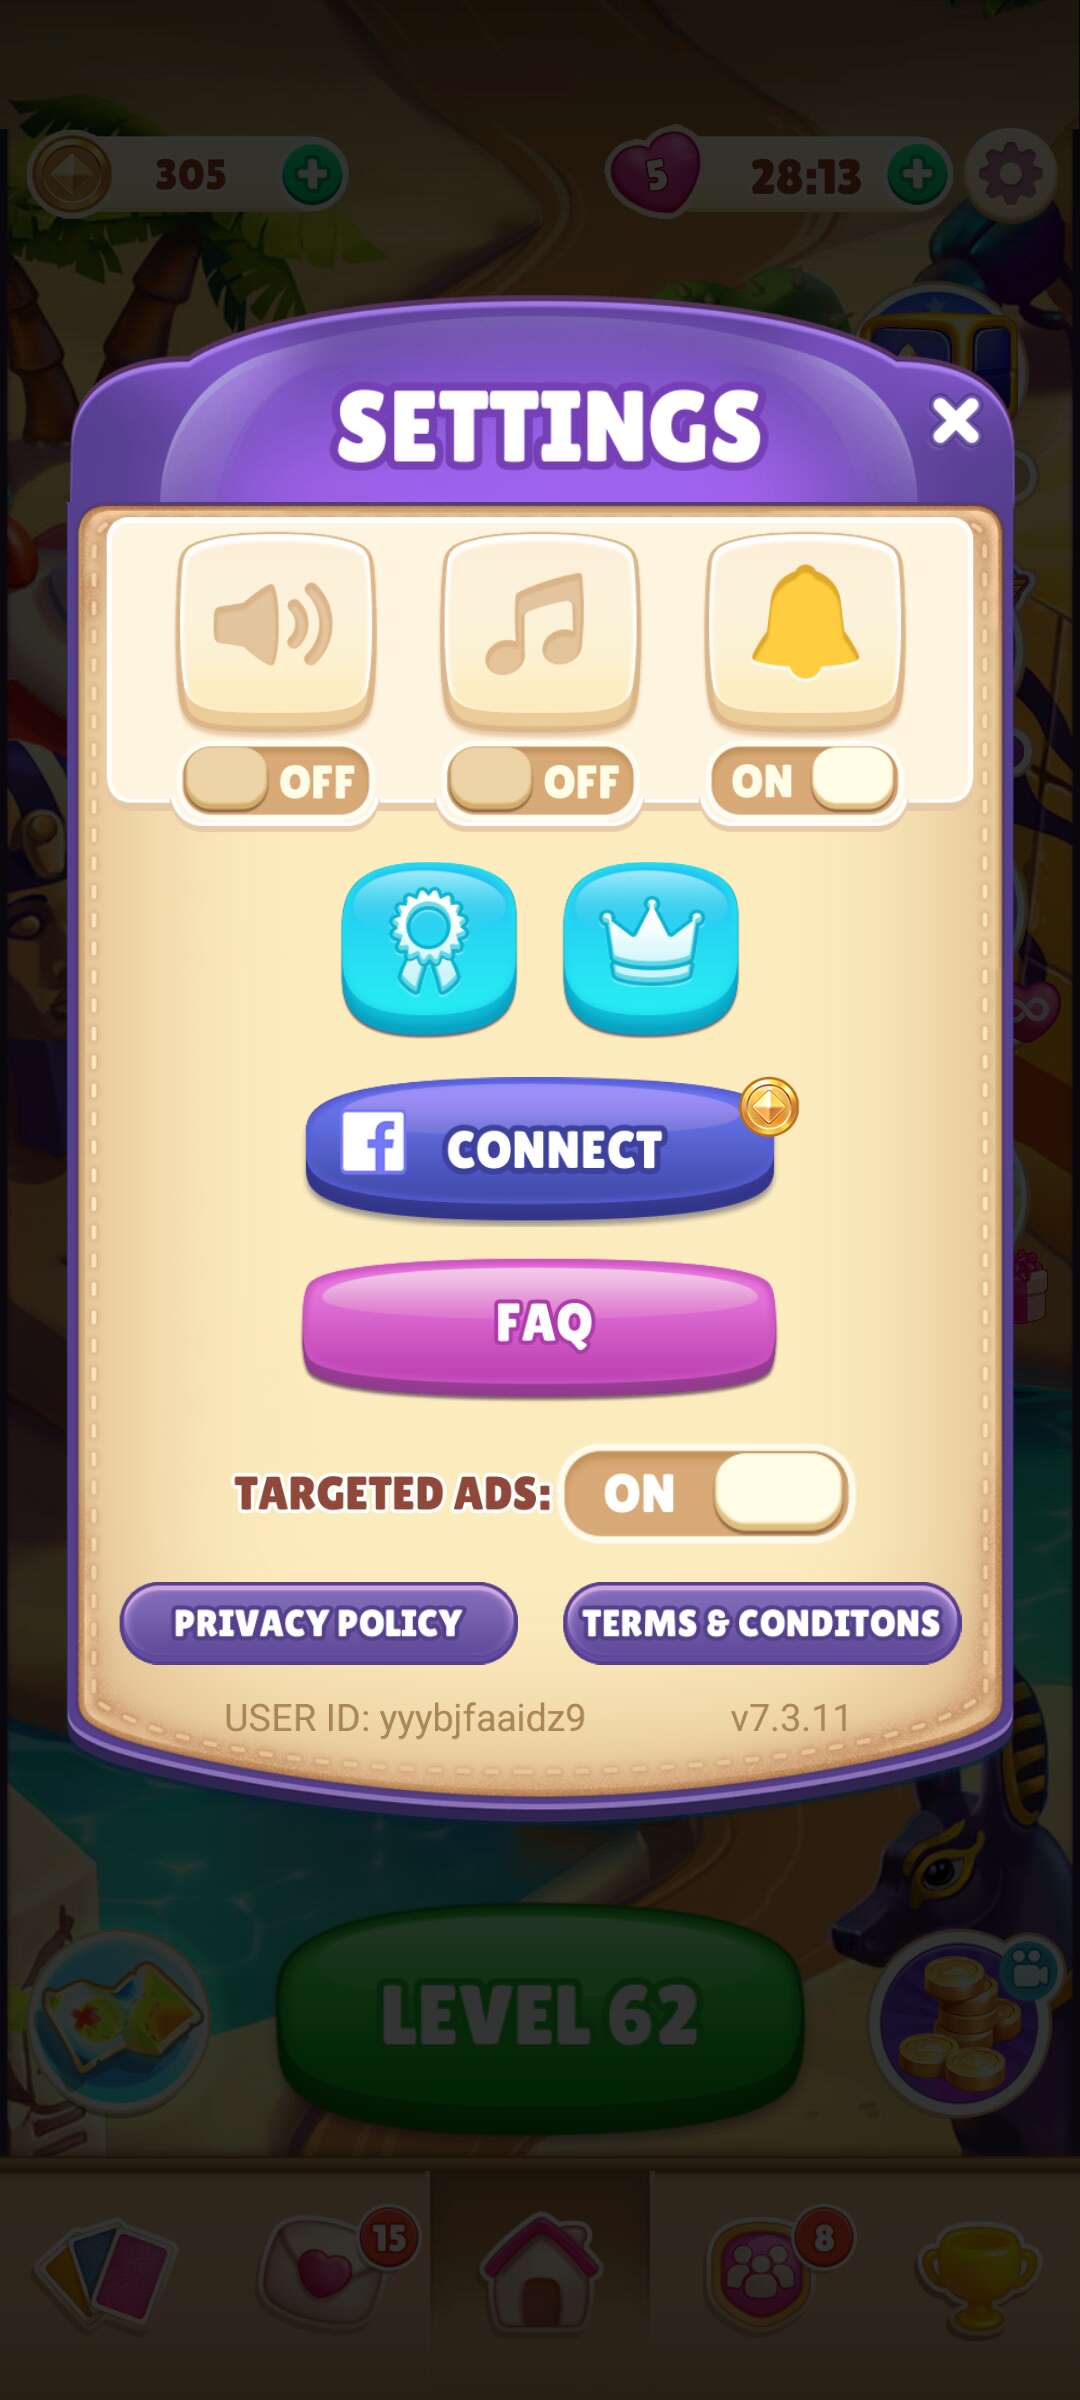 305
5
28:13
SETTINGS
OFF
OFF
ON
CONNECT
FAQ
TARGETED ADS: ON
PRIVACY POLICY
TERMS & CONDITONS
USER ID: yyybjfaaidz9
v7.3.11
LEVEL 62
15
8